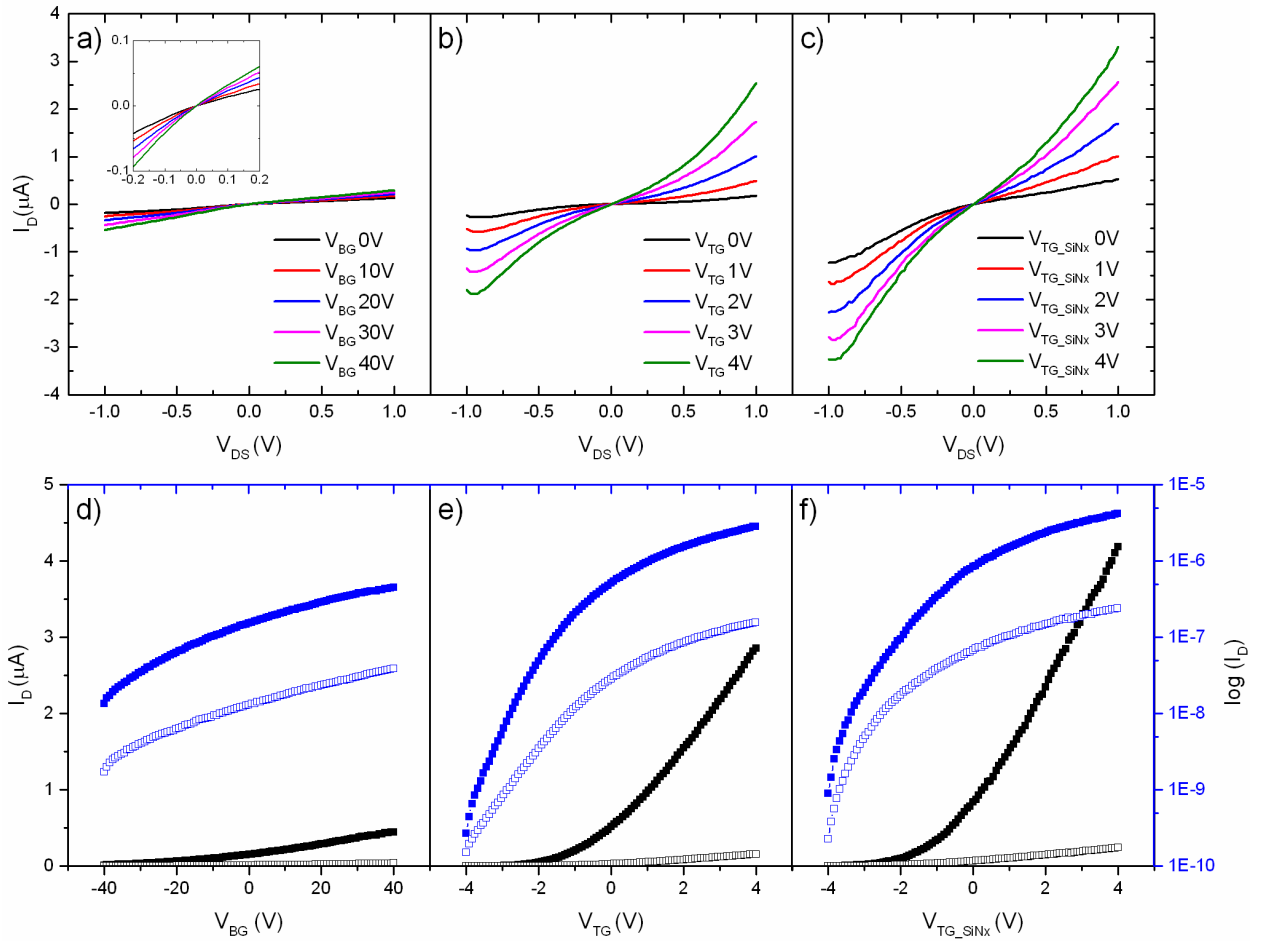 a) b) c)
0.1
0.0
-0.1
-0.2 -0.1 0.0 0.1 0.2
4
3
2
1
0
-1
-2
-3
-4
I_D (μA)
V_BG 0V
V_BG 10V
V_BG 20V
V_BG 30V
V_BG 40V
V_TG 0V
V_TG 1V
V_TG 2V
V_TG 3V
V_TG 4V
V_TG_SiNx 0V
V_TG_SiNx 1V
V_TG_SiNx 2V
V_TG_SiNx 3V
V_TG_SiNx 4V
-1.0 -0.5 0.0 0.5 1.0 -1.0 -0.5 0.0 0.5 1.0 -1.0 -0.5 0.0 0.5 1.0
V_DS (V) V_DS (V) V_DS (V)
d) e) f)
5
4
3
2
1
0
I_D (μA)
1E-5
1E-6
1E-7
1E-8
1E-9
1E-10
log (I_D)
-40 -20 0 20 40 -4 -2 0 2 4 -4 -2 0 2 4
V_BG (V) V_TG (V) V_TG_SiNx (V)